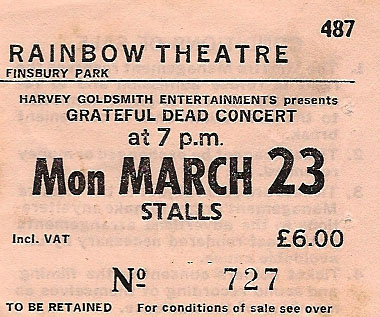 487
RAINBOW THEATRE
FINSBURY PARK
HARVEY GOLDSMITH ENTERTAINMENTS presents
GRATEFUL DEAD CONCERT
at 7 p.m.
Mon MARCH 23
STALLS
Incl. VAT £6.00
No 727
TO BE RETAINED For conditions of sale see over